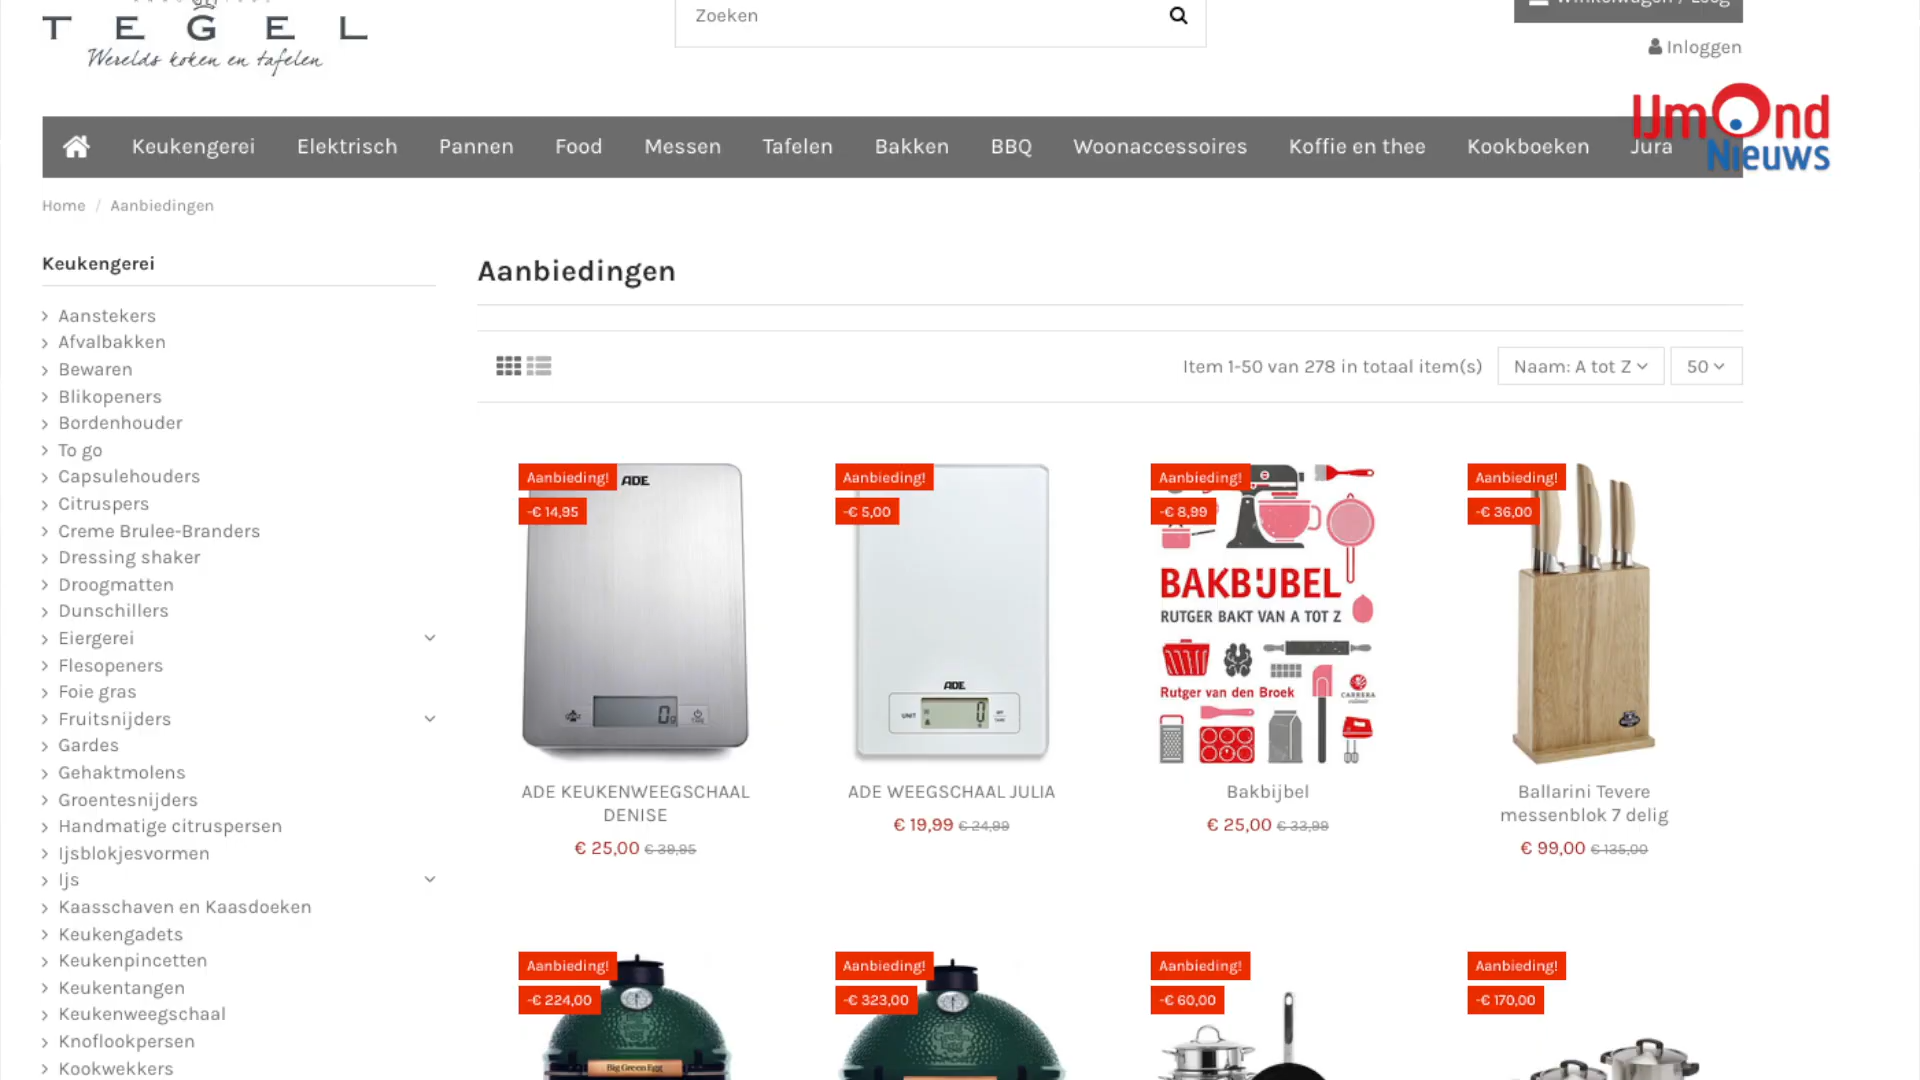 TEGEL
Werelds koken en tafelen
Zoeken
Winkelwagen / Leeg
Inloggen
IJmOnd
Nieuws
Keukengerei
Elektrisch
Pannen
Food
Messen
Tafelen
Bakken
BBQ
Woonaccessoires
Koffie en thee
Kookboeken
Jura
Home / Aanbiedingen
Keukengerei
Aanstekers
Afvalbakken
Bewaren
Blikopeners
Bordenhouder
To go
Capsulehouders
Citruspers
Creme Brulee-Branders
Dressing shaker
Droogmatten
Dunschillers
Eiergerei
Flesopeners
Foie gras
Fruitsnijders
Gardes
Gehaktmolens
Groentesnijders
Handmatige citruspersen
Ijsblokjesvormen
Ijs
Kaasschaven en Kaasdoeken
Keukengadets
Keukenpincetten
Keukentangen
Keukenweegschaal
Knoflookpersen
Kookwekkers
Aanbiedingen
Item 1-50 van 278 in totaal item(s)
Naam: A tot Z
50
Aanbieding!
-€ 14,95
ADE
0g
ADE KEUKENWEEGSCHAAL
DENISE
€ 25,00 € 39,95
Aanbieding!
-€ 5,00
ADE
UNIT
0
ADE WEEGSCHAAL JULIA
€ 19,99 € 24,99
Aanbieding!
-€ 8,99
BAKBIJBEL
RUTGER BAKT VAN A TOT Z
Rutger van den Broek
CARRERA
Bakbijbel
€ 25,00 € 33,99
Aanbieding!
-€ 36,00
Ballarini Tevere
messenblok 7 delig
€ 99,00 € 135,00
Aanbieding!
-€ 224,00
Big Green Egg
Aanbieding!
-€ 323,00
Aanbieding!
-€ 60,00
Aanbieding!
-€ 170,00